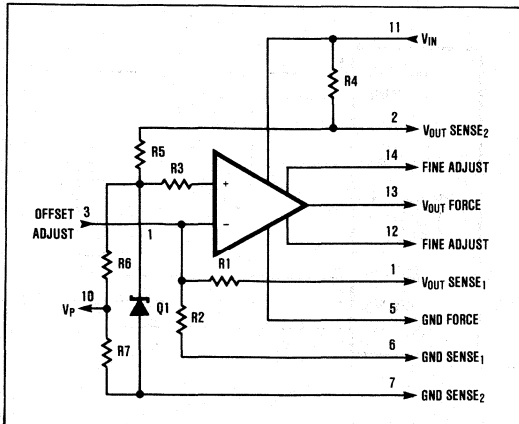 11
V_IN
R4
2
V_OUT SENSE_2
R5
14
FINE ADJUST
R3
+
13
V_OUT FORCE
OFFSET
ADJUST
3
1
−
12
FINE ADJUST
R6
R1
1
V_OUT SENSE_1
10
V_P
Q1
R2
5
GND FORCE
6
GND SENSE_1
R7
7
GND SENSE_2